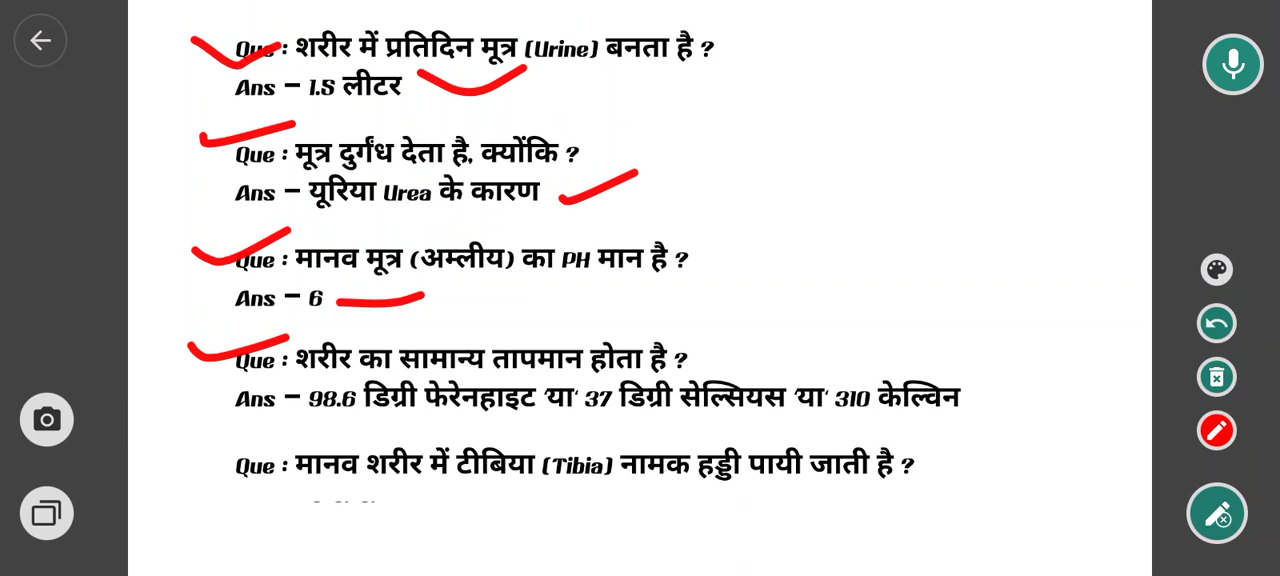 Que : शरीर में प्रतिदिन मूत्र (Urine) बनता है ?
Ans – 1.5 लीटर
Que : मूत्र दुर्गंध देता है, क्योंकि ?
Ans – यूरिया Urea के कारण
Que : मानव मूत्र (अम्लीय) का PH मान है ?
Ans – 6
Que : शरीर का सामान्य तापमान होता है ?
Ans – 98.6 डिग्री फेरेनहाइट 'या' 37 डिग्री सेल्सियस 'या' 310 केल्विन
Que : मानव शरीर में टीबिया (Tibia) नामक हड्डी पायी जाती है ?